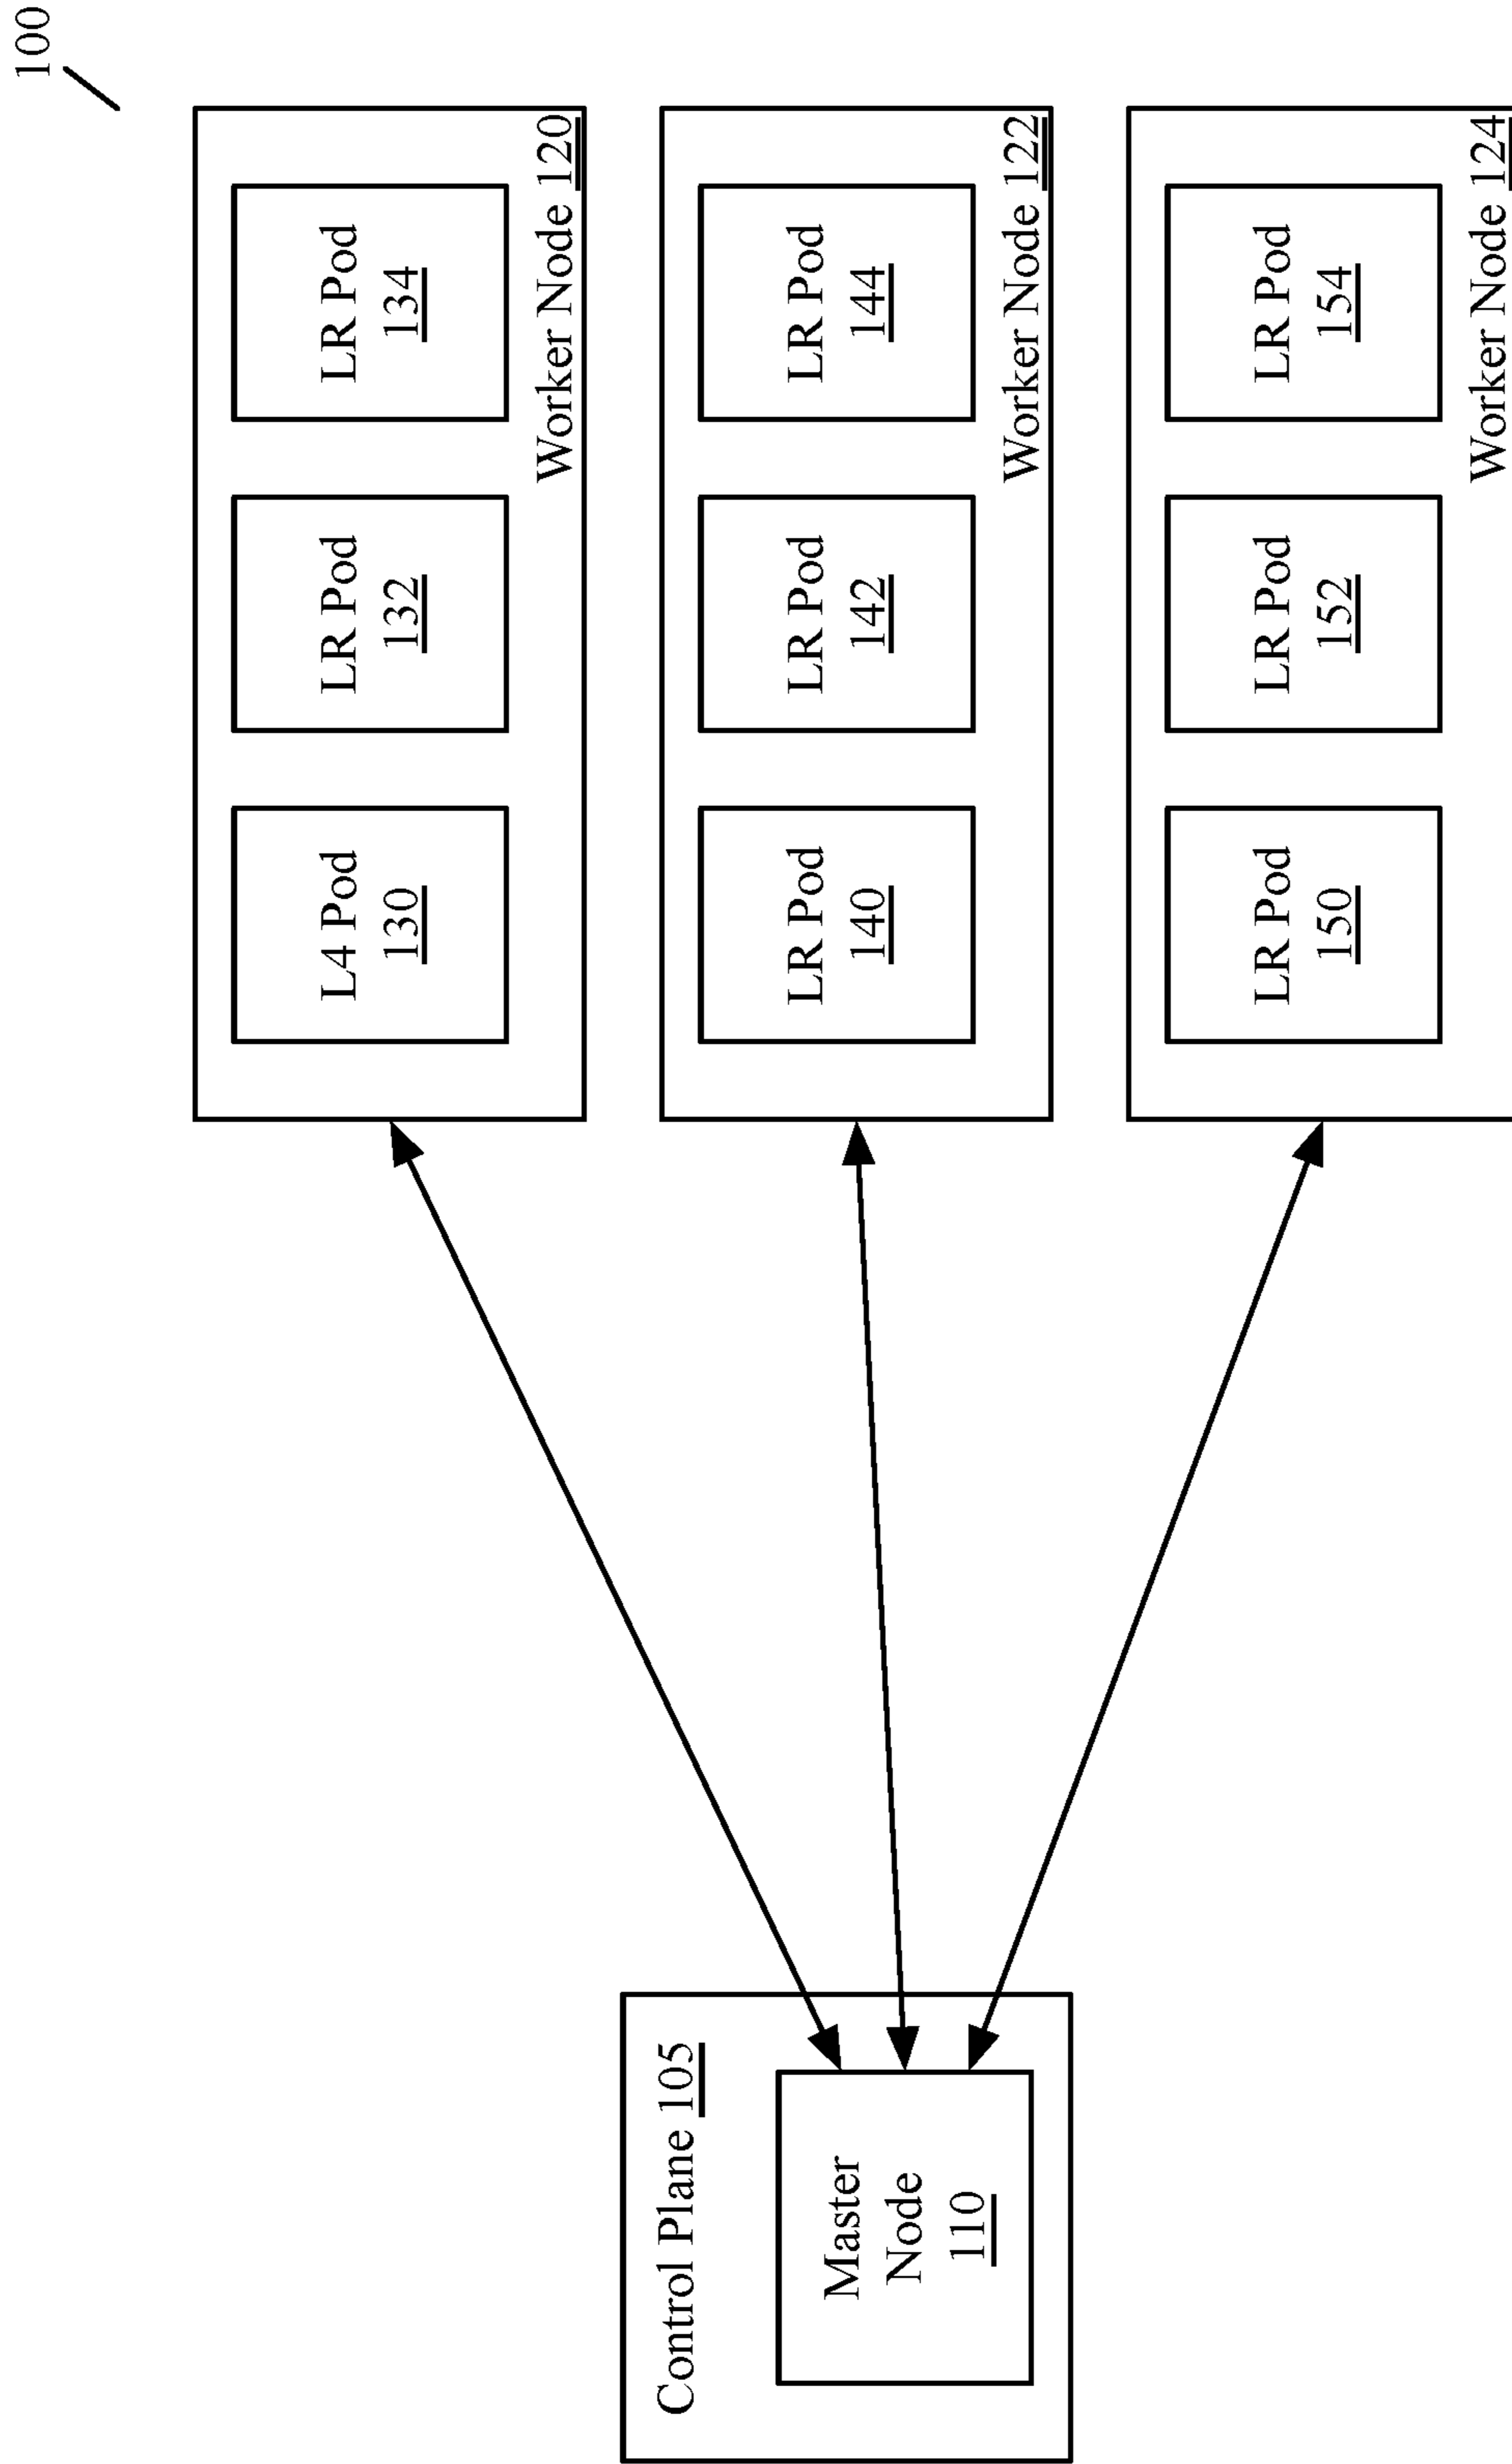 100
Control Plane 105
Master
Node
110
L4 Pod
130
LR Pod
132
LR Pod
134
Worker Node 120
LR Pod
140
LR Pod
142
LR Pod
144
Worker Node 122
LR Pod
150
LR Pod
152
LR Pod
154
Worker Node 124